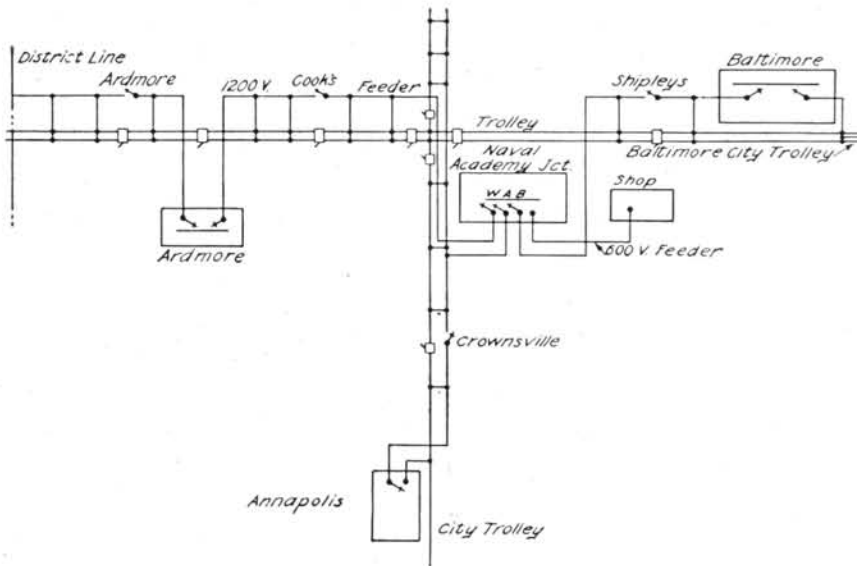 District Line
Ardmore
1200 V.
Cook's
Feeder
Shipleys
Baltimore
Trolley
Naval
Academy Jct.
Baltimore City Trolley
W A B
Shop
Ardmore
600 V. Feeder
Crownsville
Annapolis
City Trolley